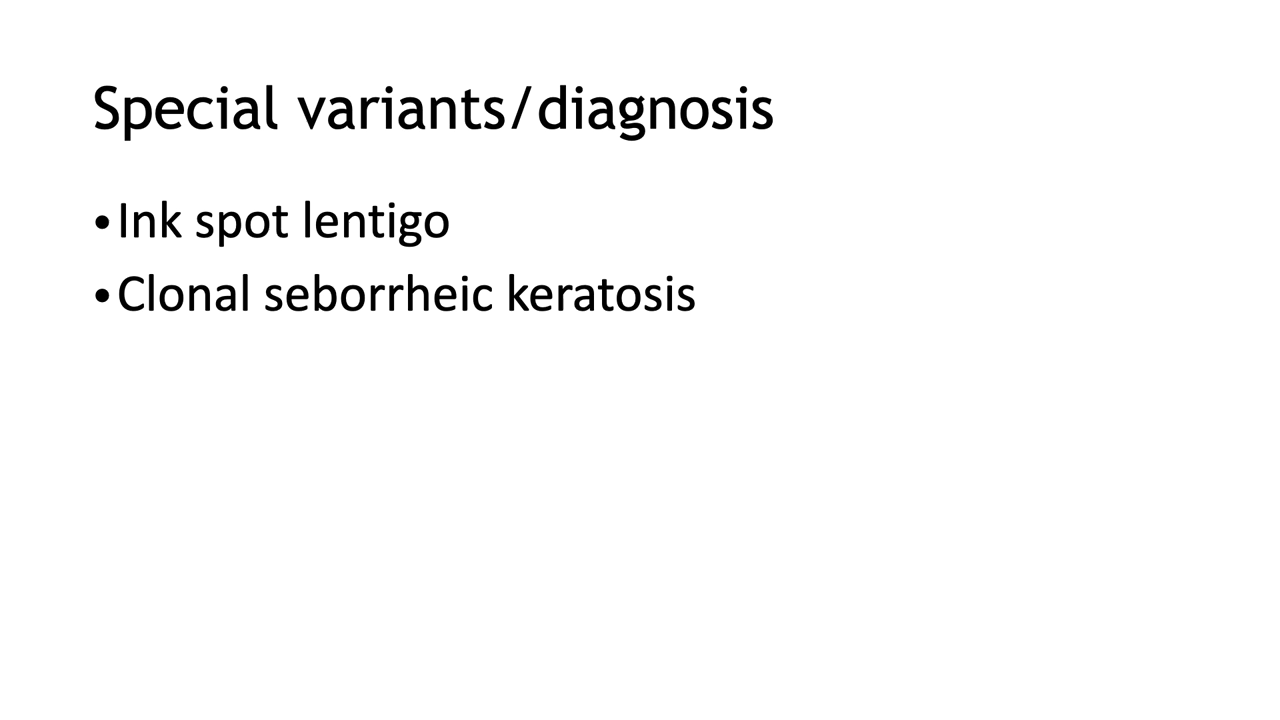 Special variants/diagnosis
•Ink spot lentigo
•Clonal seborrheic keratosis